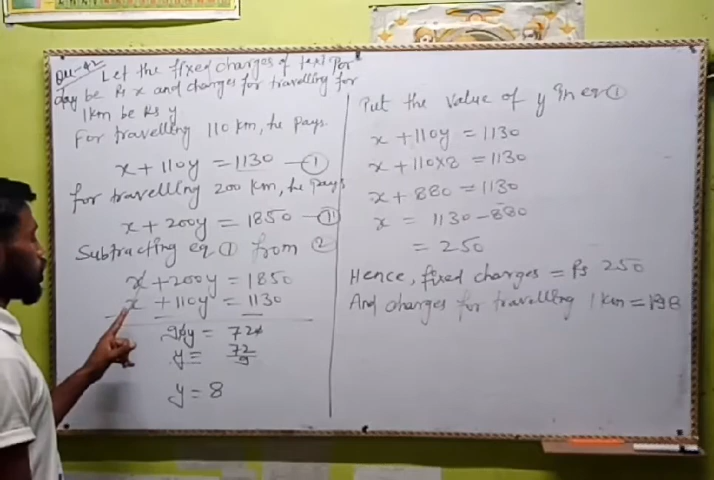 Qu-42 Let the fixed charges of taxi Per
day be Rs x and charges for travelling for
1km be Rs y
For travelling 110 km, he pays.
x + 110y = 1130 — ①
for travelling 200 km, he pays
x + 200y = 1850 — ②
Subtracting eq ① from ②
x + 200y = 1850
x + 110y = 1130
90y = 720
y = 72/9
y = 8
Put the value of y in eq ①
x + 110y = 1130
x + 110×8 = 1130
x + 880 = 1130
x = 1130 - 880
= 250
Hence, fixed charges = Rs 250
And charges for travelling 1 km = Rs 8